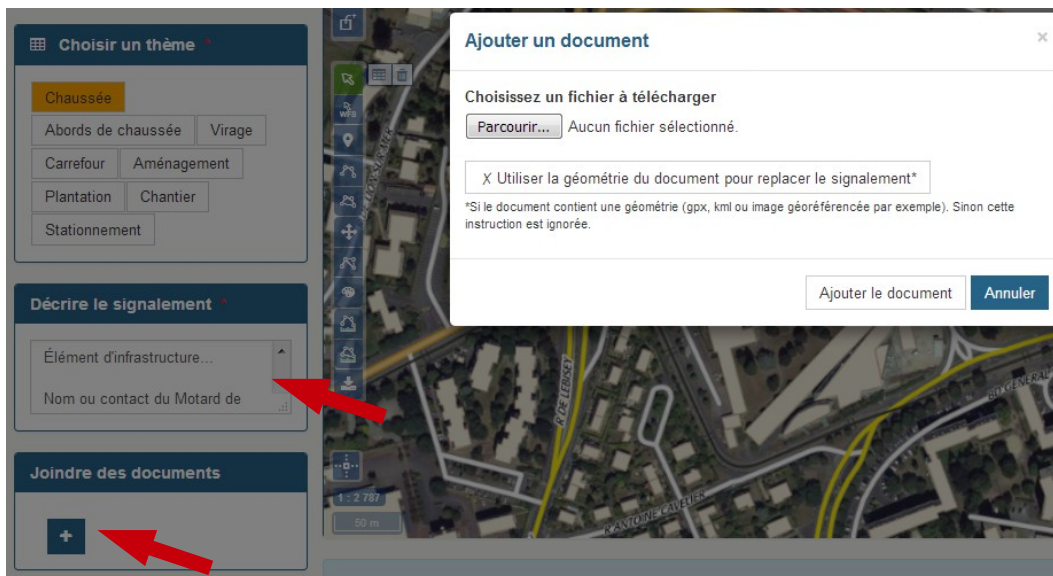 Choisir un thème *
Chaussée
Abords de chaussée Virage
Carrefour Aménagement
Plantation Chantier
Stationnement
Décrire le signalement *
Élément d'infrastructure...
Nom ou contact du Motard de
Joindre des documents
+
WFS
1 : 2 787
50 m
R DE LEBISEY
R ANTOINE CAVELIER
BD GENERAL
Ajouter un document
×
Choisissez un fichier à télécharger
Parcourir... Aucun fichier sélectionné.
X Utiliser la géométrie du document pour replacer le signalement*
*Si le document contient une géométrie (gpx, kml ou image géoréférencée par exemple). Sinon cette
instruction est ignorée.
Ajouter le document Annuler